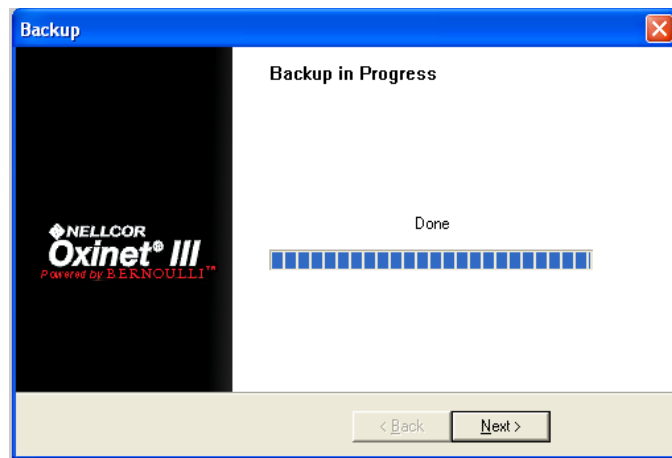 Backup
Backup in Progress
NELLCOR
Oxinet® III
Powered by BERNOULLI™
Done
< Back
Next >